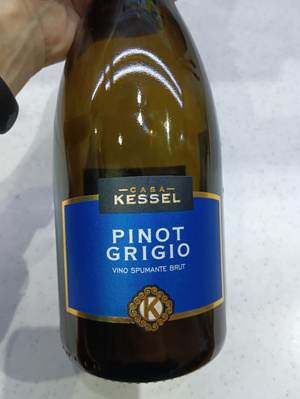 CASA
KESSEL
PINOT
GRIGIO
VINO SPUMANTE BRUT
K